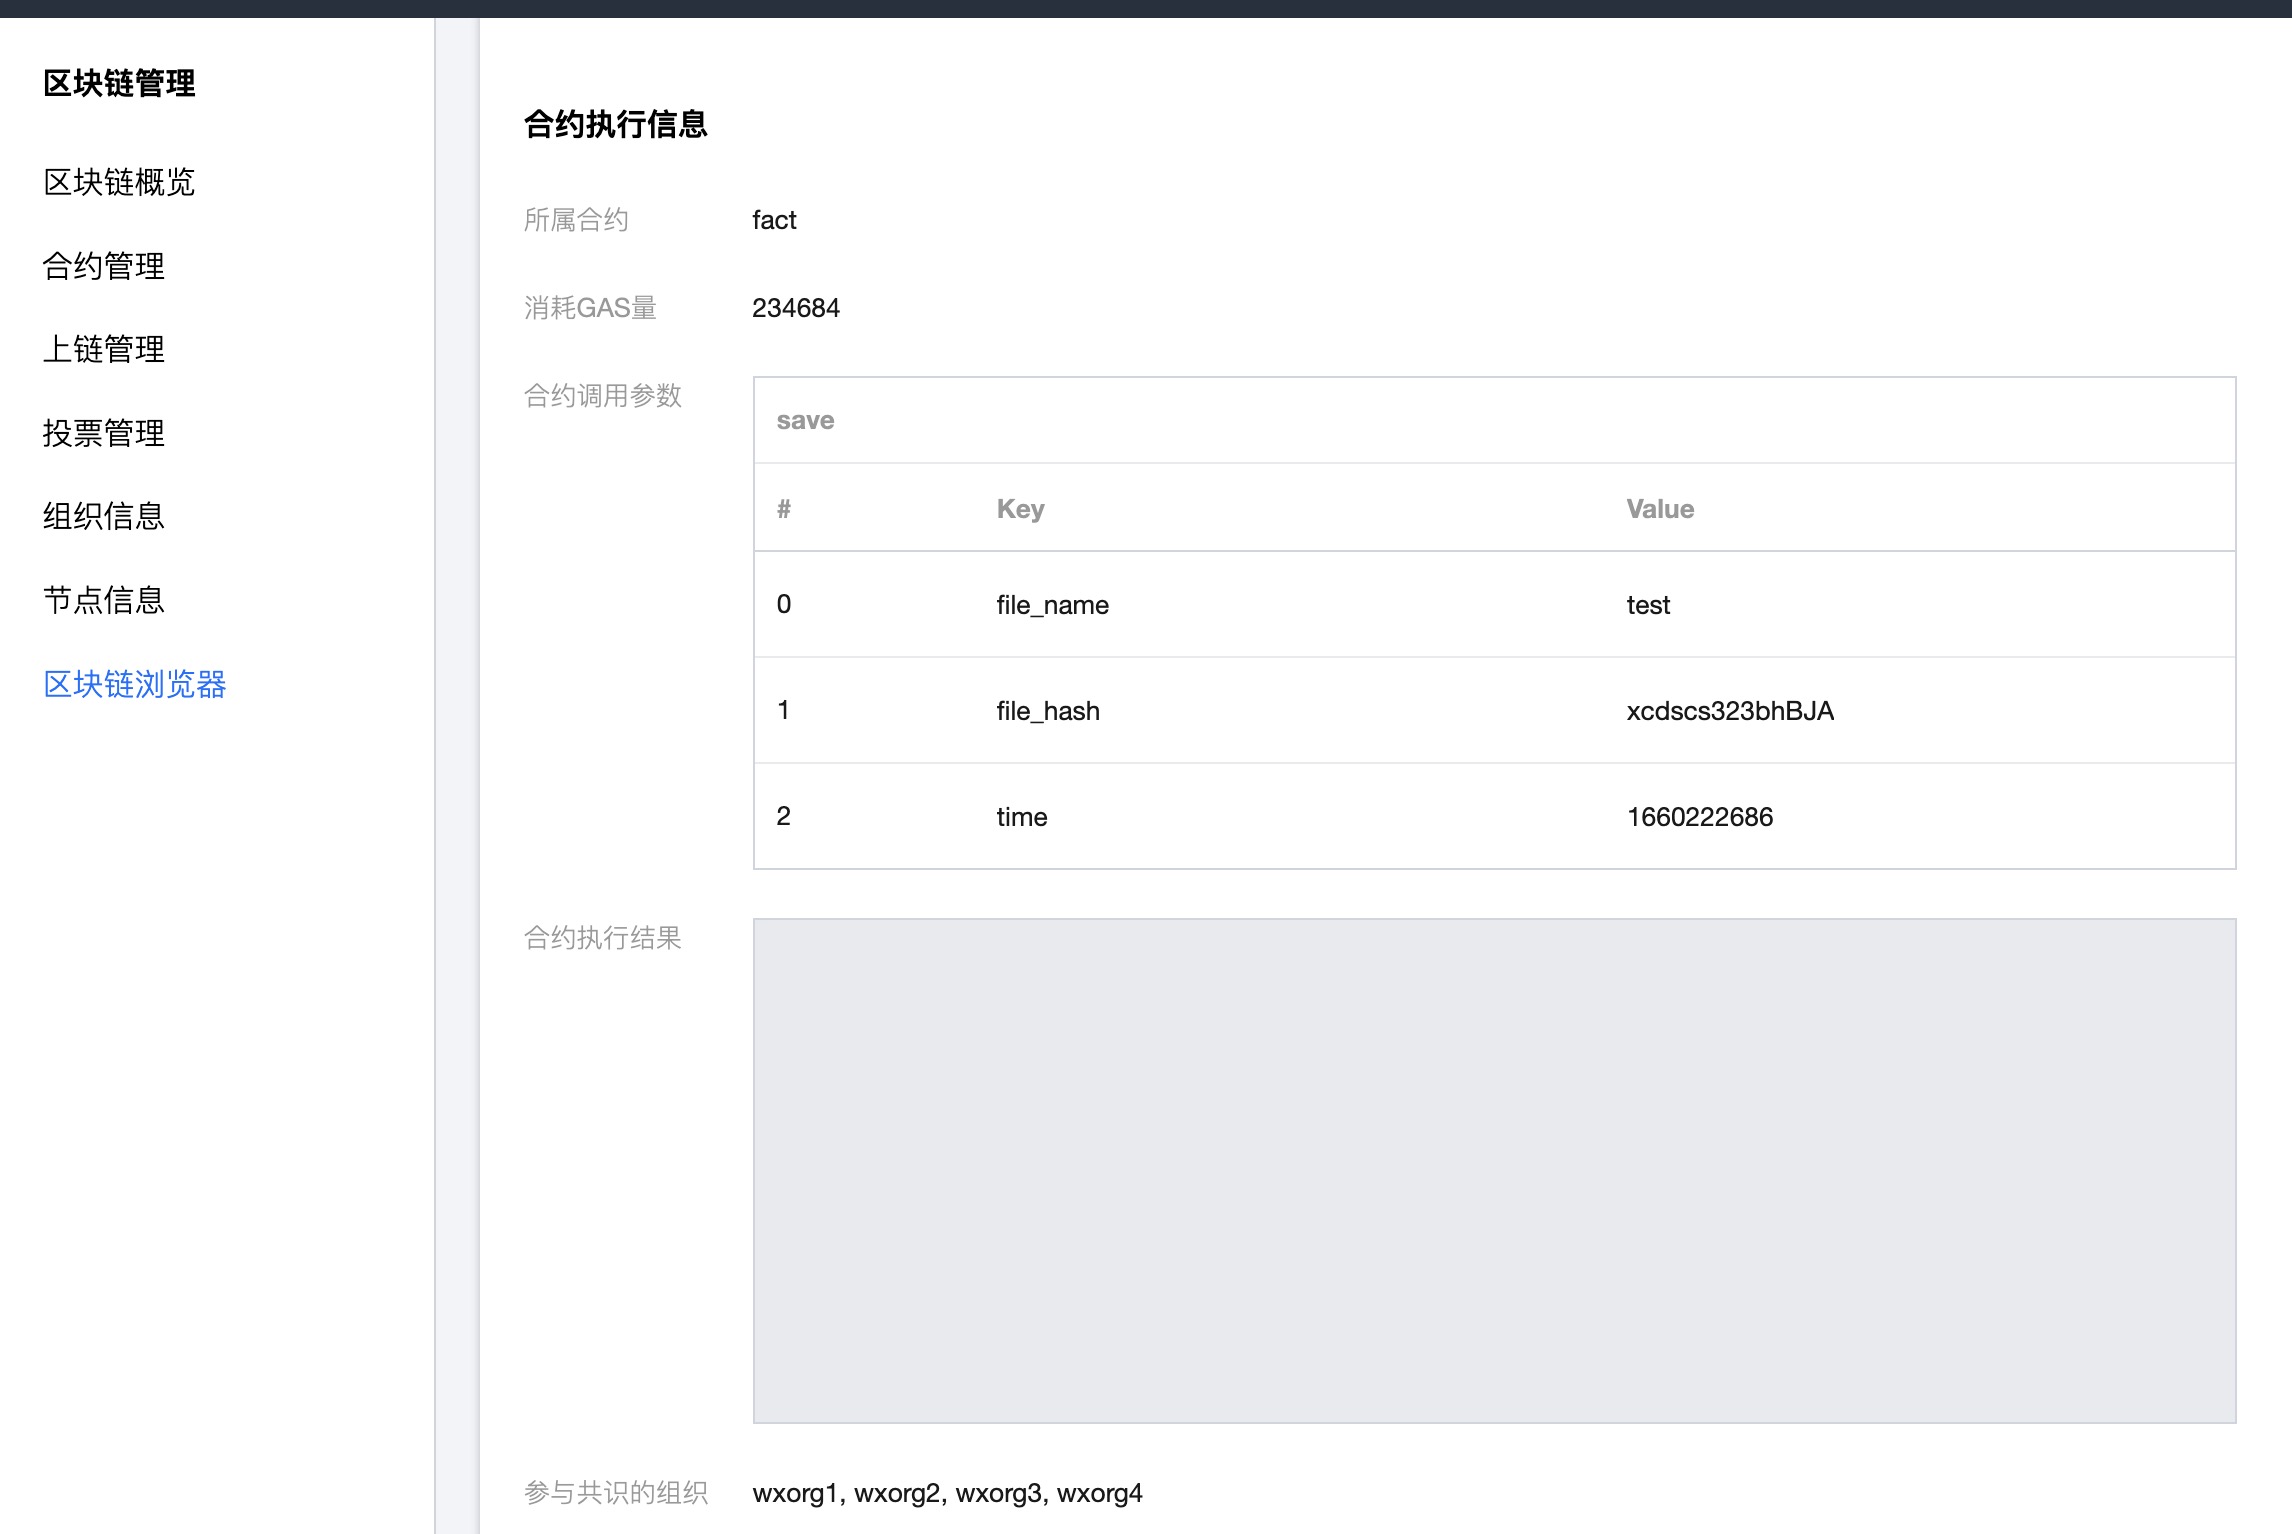 区块链管理
区块链概览
合约管理
上链管理
投票管理
组织信息
节点信息
区块链浏览器
合约执行信息
所属合约 fact
消耗GAS量 234684
合约调用参数
save
# Key Value
0 file_name test
1 file_hash xcdscs323bhBJA
2 time 1660222686
合约执行结果
参与共识的组织 wxorg1, wxorg2, wxorg3, wxorg4